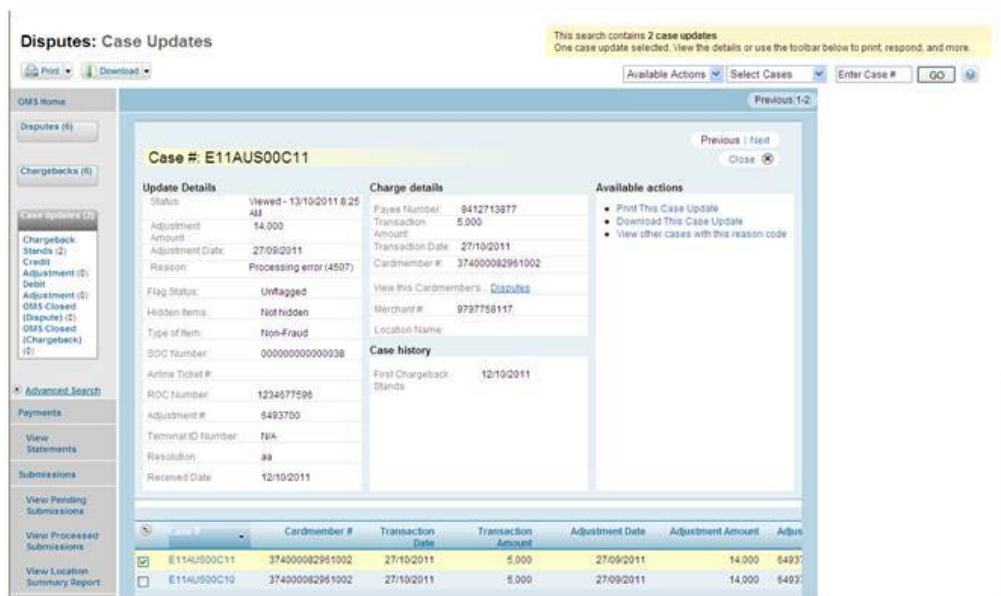 Disputes: Case Updates
This search contains 2 case updates
One case update selected. View the details or use the toolbar below to print, respond, and more.
Print
Download
Available Actions
Select Cases
Enter Case #
GO
OMS Home
Previous 1-2
Disputes (6)
Chargebacks (6)
Case Updates (2)
Chargeback
Stands (2)
Credit
Adjustment (0)
Debit
Adjustment (0)
OMS Closed
(Dispute) (0)
OMS Closed
(Chargeback)
(0)
Advanced Search
Payments
View
Statements
Submissions
View Pending
Submissions
View Processed
Submissions
View Location
Summary Report
Previous | Next
Case #: E11AUS00C11
Close
Update Details
Status: Viewed - 13/10/2011 8:25
AM
Adjustment 14,000
Amount
Adjustment Date: 27/09/2011
Reason: Processing error (4507)
Flag Status: Unflagged
Hidden Items: Not hidden
Type of Item: Non-Fraud
SOC Number: 000000000000038
Airline Ticket #:
ROC Number 1234677596
Adjustment #: 6493700
Terminal ID Number: N/A
Resolution: aa
Received Date 12/10/2011
Charge details
Payee Number: 9412713877
Transaction 5,000
Amount:
Transaction Date: 27/10/2011
Cardmember #: 374000082961002
View this Cardmember's... Disputes
Merchant #: 9797758117
Location Name:
Case history
First Chargeback 12/10/2011
Stands:
Available actions
Print This Case Update
Download This Case Update
View other cases with this reason code
Cardmember # Transaction Date Transaction Amount Adjustment Date Adjustment Amount Adjus
E11AUS00C11 374000082961002 27/10/2011 5,000 27/09/2011 14,000 6493
E11AUS00C10 374000082961002 27/10/2011 5,000 27/09/2011 14,000 6493